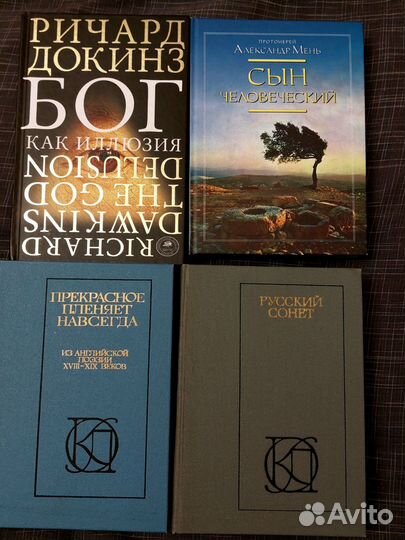 РИЧАРД
ДОКИНЗ
БОГ
КАК ИЛЛЮЗИЯ
DELUSION
THE GOD
DAWKINS
RICHARD
ПРОТОИЕРЕЙ
АЛЕКСАНДР МЕНЬ
СЫН
ЧЕЛОВЕЧЕСКИЙ
ПРЕКРАСНОЕ
ПЛЕНЯЕТ
НАВСЕГДА
ИЗ АНГЛИЙСКОЙ
ПОЭЗИИ
XVIII–XIX ВЕКОВ
РУССКИЙ
СОНЕТ
Avito